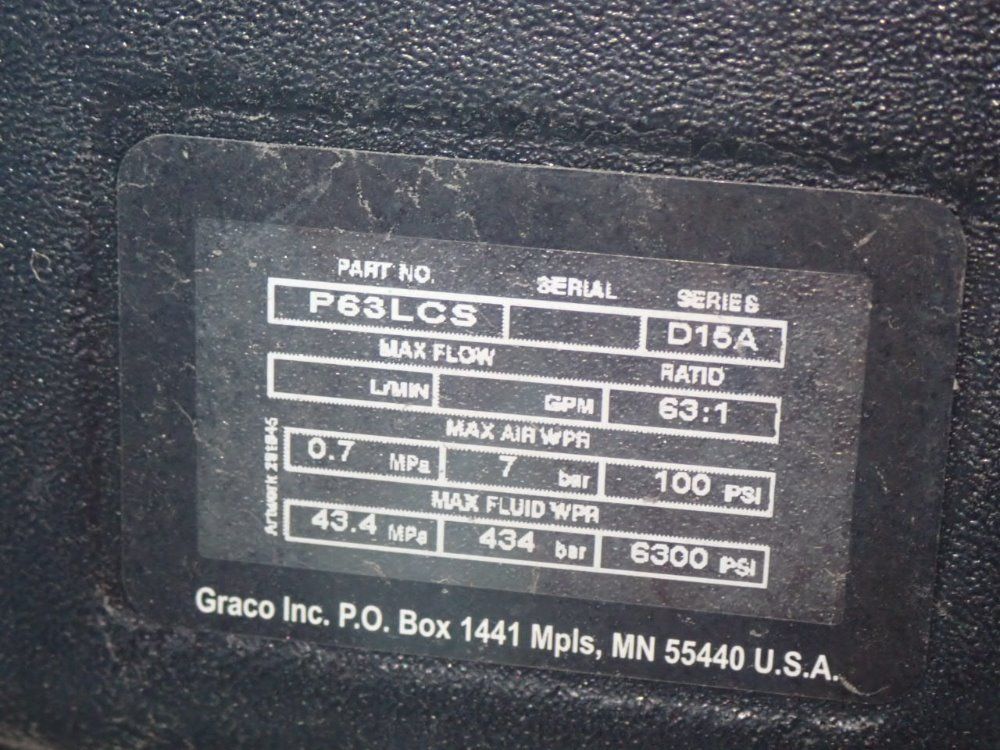 PART NO. SERIAL SERIES
P63LCS D15A
MAX FLOW RATIO
L/MIN GPM 63:1
MAX AIR WPR
0.7 MPa 7 bar 100 PSI
MAX FLUID WPR
43.4 MPa 434 bar 6300 PSI
Artwork
Graco Inc. P.O. Box 1441 Mpls, MN 55440 U.S.A.